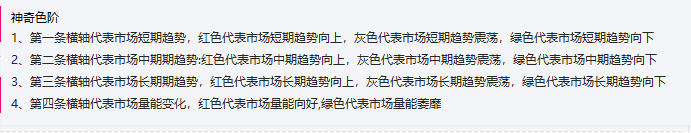 神奇色阶
1、第一条横轴代表市场短期趋势，红色代表市场短期趋势向上，灰色代表市场短期趋势震荡，绿色代表市场短期趋势向下
2、第二条横轴代表市场中期期趋势:红色代表市场中期趋势向上，灰色代表市场中期趋势震荡，绿色代表市场中期趋势向下
3、第三条横轴代表市场长期期趋势，红色代表市场长期趋势向上，灰色代表市场长期趋势震荡，绿色代表市场长期趋势向下
4、第四条横轴代表市场量能变化，红色代表市场量能向好,绿色代表市场量能萎靡